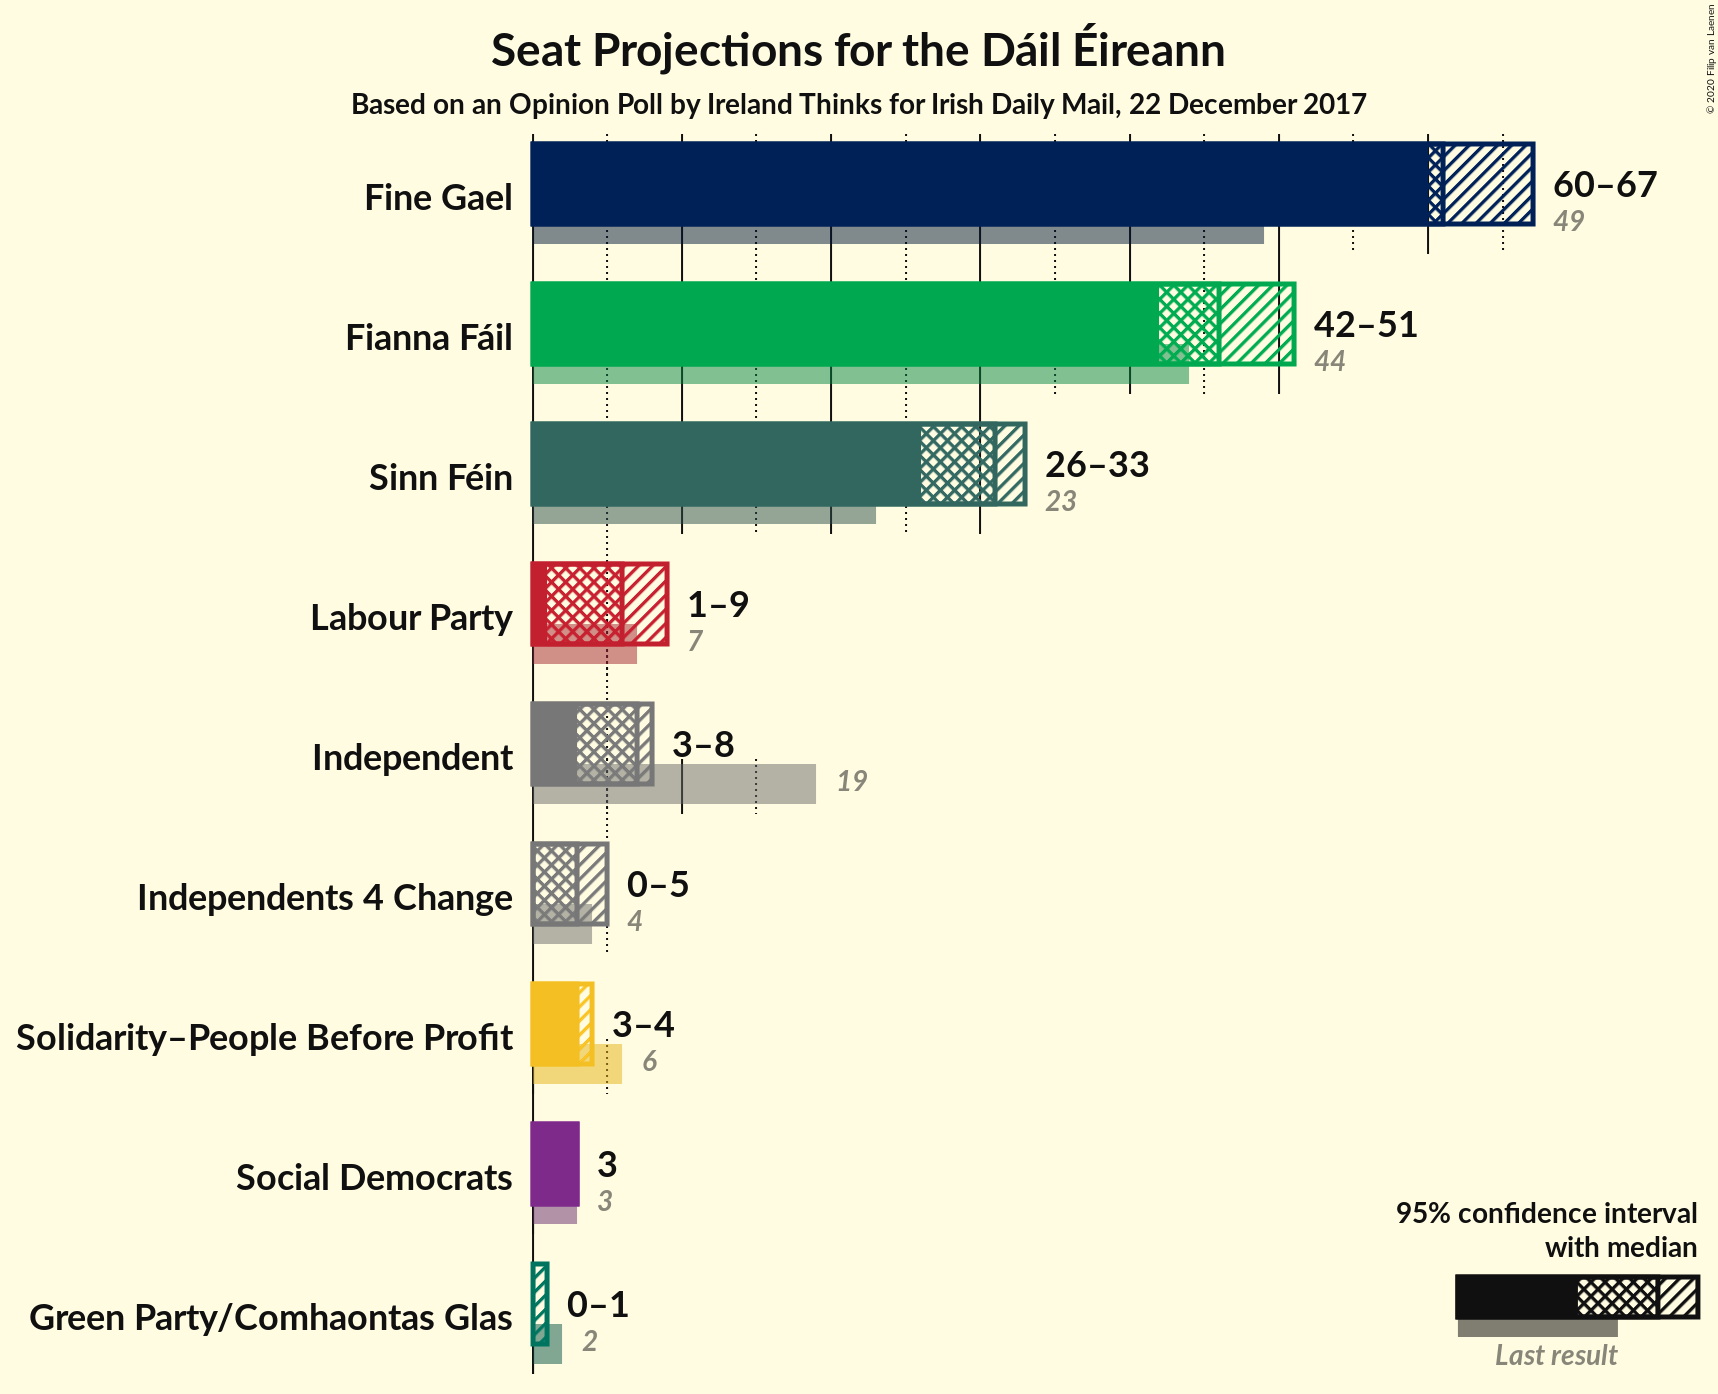 Seat Projections for the Dáil Éireann
Based on an Opinion Poll by Ireland Thinks for Irish Daily Mail, 22 December 2017
© 2020 Filip van Laenen
Fine Gael
60–67
49
Fianna Fáil
42–51
44
Sinn Féin
26–33
23
Labour Party
1–9
7
Independent
3–8
19
Independents 4 Change
0–5
4
Solidarity–People Before Profit
3–4
6
Social Democrats
3
3
Green Party/Comhaontas Glas
0–1
2
95% confidence interval
with median
Last result